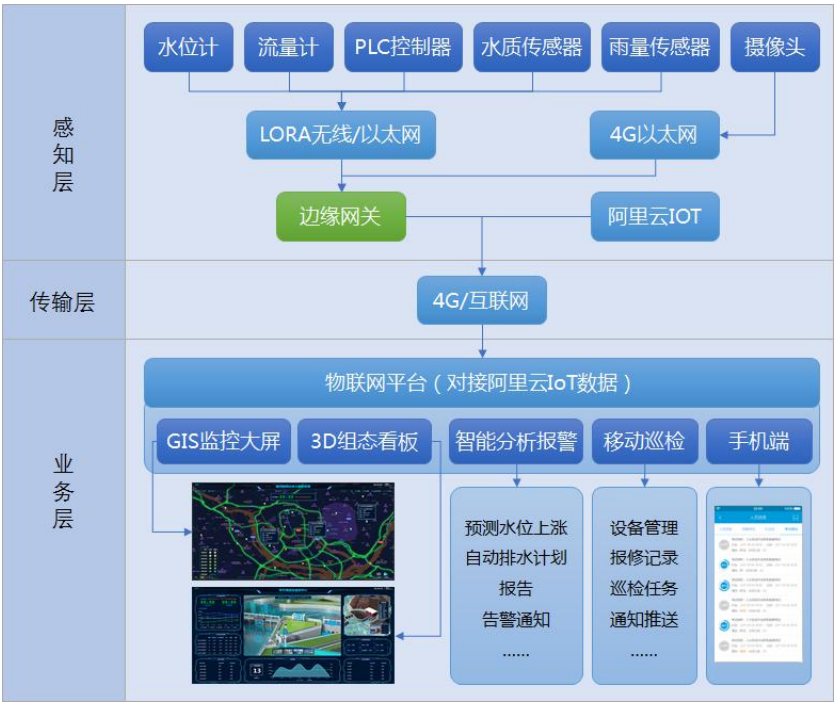 感
知
层
水位计
流量计
PLC控制器
水质传感器
雨量传感器
摄像头
LORA无线/以太网
4G以太网
边缘网关
阿里云IOT
传输层
4G/互联网
业
务
层
物联网平台（对接阿里云IoT数据）
GIS监控大屏
3D组态看板
智能分析报警
移动巡检
手机端
预测水位上涨
自动排水计划
报告
告警通知
……
设备管理
报修记录
巡检任务
通知推送
……
13